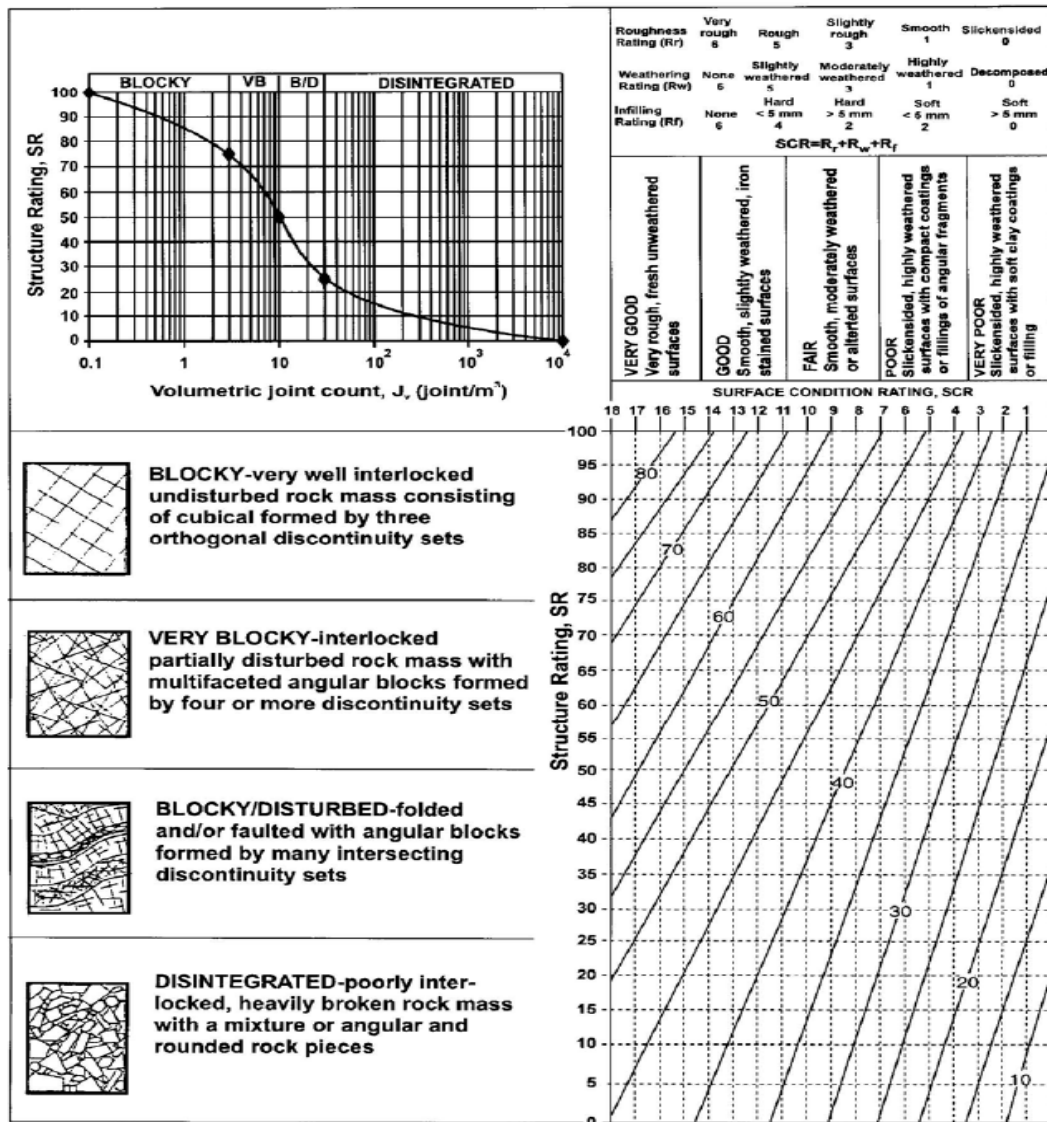 BLOCKY VB B/D DISINTEGRATED
Structure Rating, SR
100
90
80
70
60
50
40
30
20
10
0
0.1 1 10 10² 10³ 10⁴
Volumetric joint count, Jᵥ (joint/m³)
Roughness Rating (Rr) Very rough 6 Rough 5 Slightly rough 3 Smooth 1 Slickensided 0
Weathering Rating (Rw) None 6 Slightly weathered 5 Moderately weathered 3 Highly weathered 1 Decomposed 0
Infilling Rating (Rf) None 6 Hard < 5 mm 4 Hard > 5 mm 2 Soft < 5 mm 2 Soft > 5 mm 0
SCR=Rᵣ+R_w+R_f
VERY GOOD
Very rough, fresh unweathered
surfaces
GOOD
Smooth, slightly weathered, iron
stained surfaces
FAIR
Smooth, moderately weathered
or alterted surfaces
POOR
Slickensided, highly weathered
surfaces with compact coatings
or fillings of angular fragments
VERY POOR
Slickensided, highly weathered
surfaces with soft clay coatings
or filling
SURFACE CONDITION RATING, SCR
18 17 16 15 14 13 12 11 10 9 8 7 6 5 4 3 2 1
Structure Rating, SR
100
95
90
85
80
75
70
65
60
55
50
45
40
35
30
25
20
15
10
5
0
80
70
60
50
40
30
20
10
BLOCKY-very well interlocked
undisturbed rock mass consisting
of cubical formed by three
orthogonal discontinuity sets
VERY BLOCKY-interlocked
partially disturbed rock mass with
multifaceted angular blocks formed
by four or more discontinuity sets
BLOCKY/DISTURBED-folded
and/or faulted with angular blocks
formed by many intersecting
discontinuity sets
DISINTEGRATED-poorly inter-
locked, heavily broken rock mass
with a mixture or angular and
rounded rock pieces